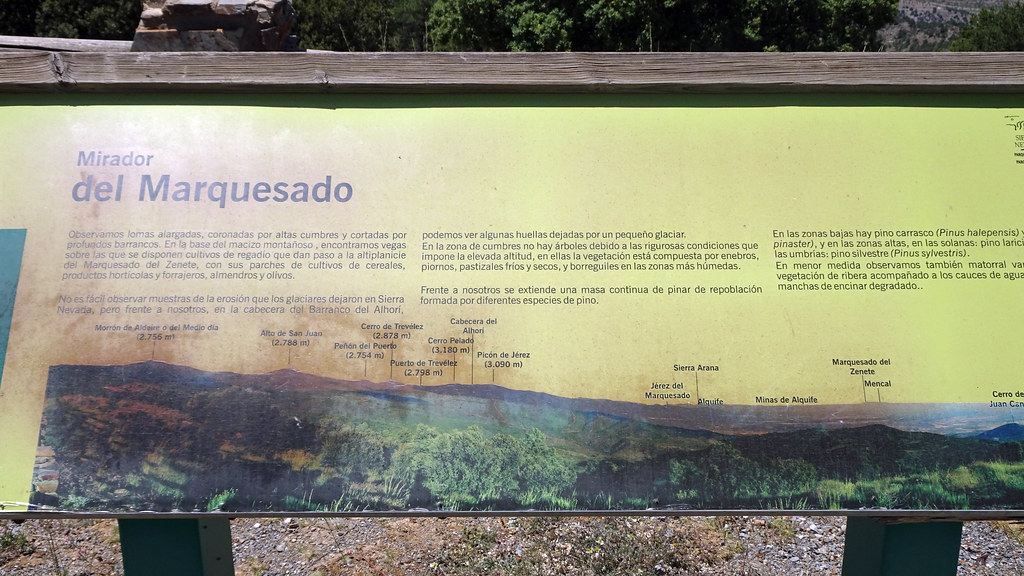 Mirador
del Marquesado
Observamos lomas alargadas, coronadas por altas cumbres y cortadas por
profuados barrancos. En la base del macizo montañoso , encontramos vegas
sobre las que se disponen cultivos de regadio que dan paso a la altiplanicie
del Marquesado del Zenete, con sus parches de cultivos de cereales,
productos hortícolas y forrajeros, almendros y olivos.
No es fácil observar muestras de la erosión que los glaciares dejaron en Sierra
Nevada, pero frente a nosotros, en la cabecera del Barranco del Alhorí,
podemos ver algunas huellas dejadas por un pequeño glaciar.
En la zona de cumbres no hay árboles debido a las rigurosas condiciones que
impone la elevada altitud, en ellas la vegetación está compuesta por enebros,
piornos, pastizales fríos y secos, y borreguiles en las zonas más húmedas.
Frente a nosotros se extiende una masa continua de pinar de repoblación
formada por diferentes especies de pino.
En las zonas bajas hay pino carrasco (Pinus halepensis) y
pinaster), y en las zonas altas, en las solanas: pino laric
las umbrías: pino silvestre (Pinus sylvestris).
En menor medida observamos también matorral va
vegetación de ribera acompañado a los cauces de agua
manchas de encinar degradado..
Morrón de Aldeire o del Medio día
(2.756 m)
Alto de San Juan
(2.788 m)
Peñón del Puerto
(2.754 m)
Cerro de Trevélez
(2.878 m)
Puerto de Trevélez
(2.798 m)
Cerro Pelado
(3.180 m)
Cabecera del
Alhorí
Picón de Jérez
(3.090 m)
Jérez del
Marquesado
Sierra Arana
Alquife
Minas de Alquife
Marquesado del
Zenete
Mencal
Cerro de
Juan Can